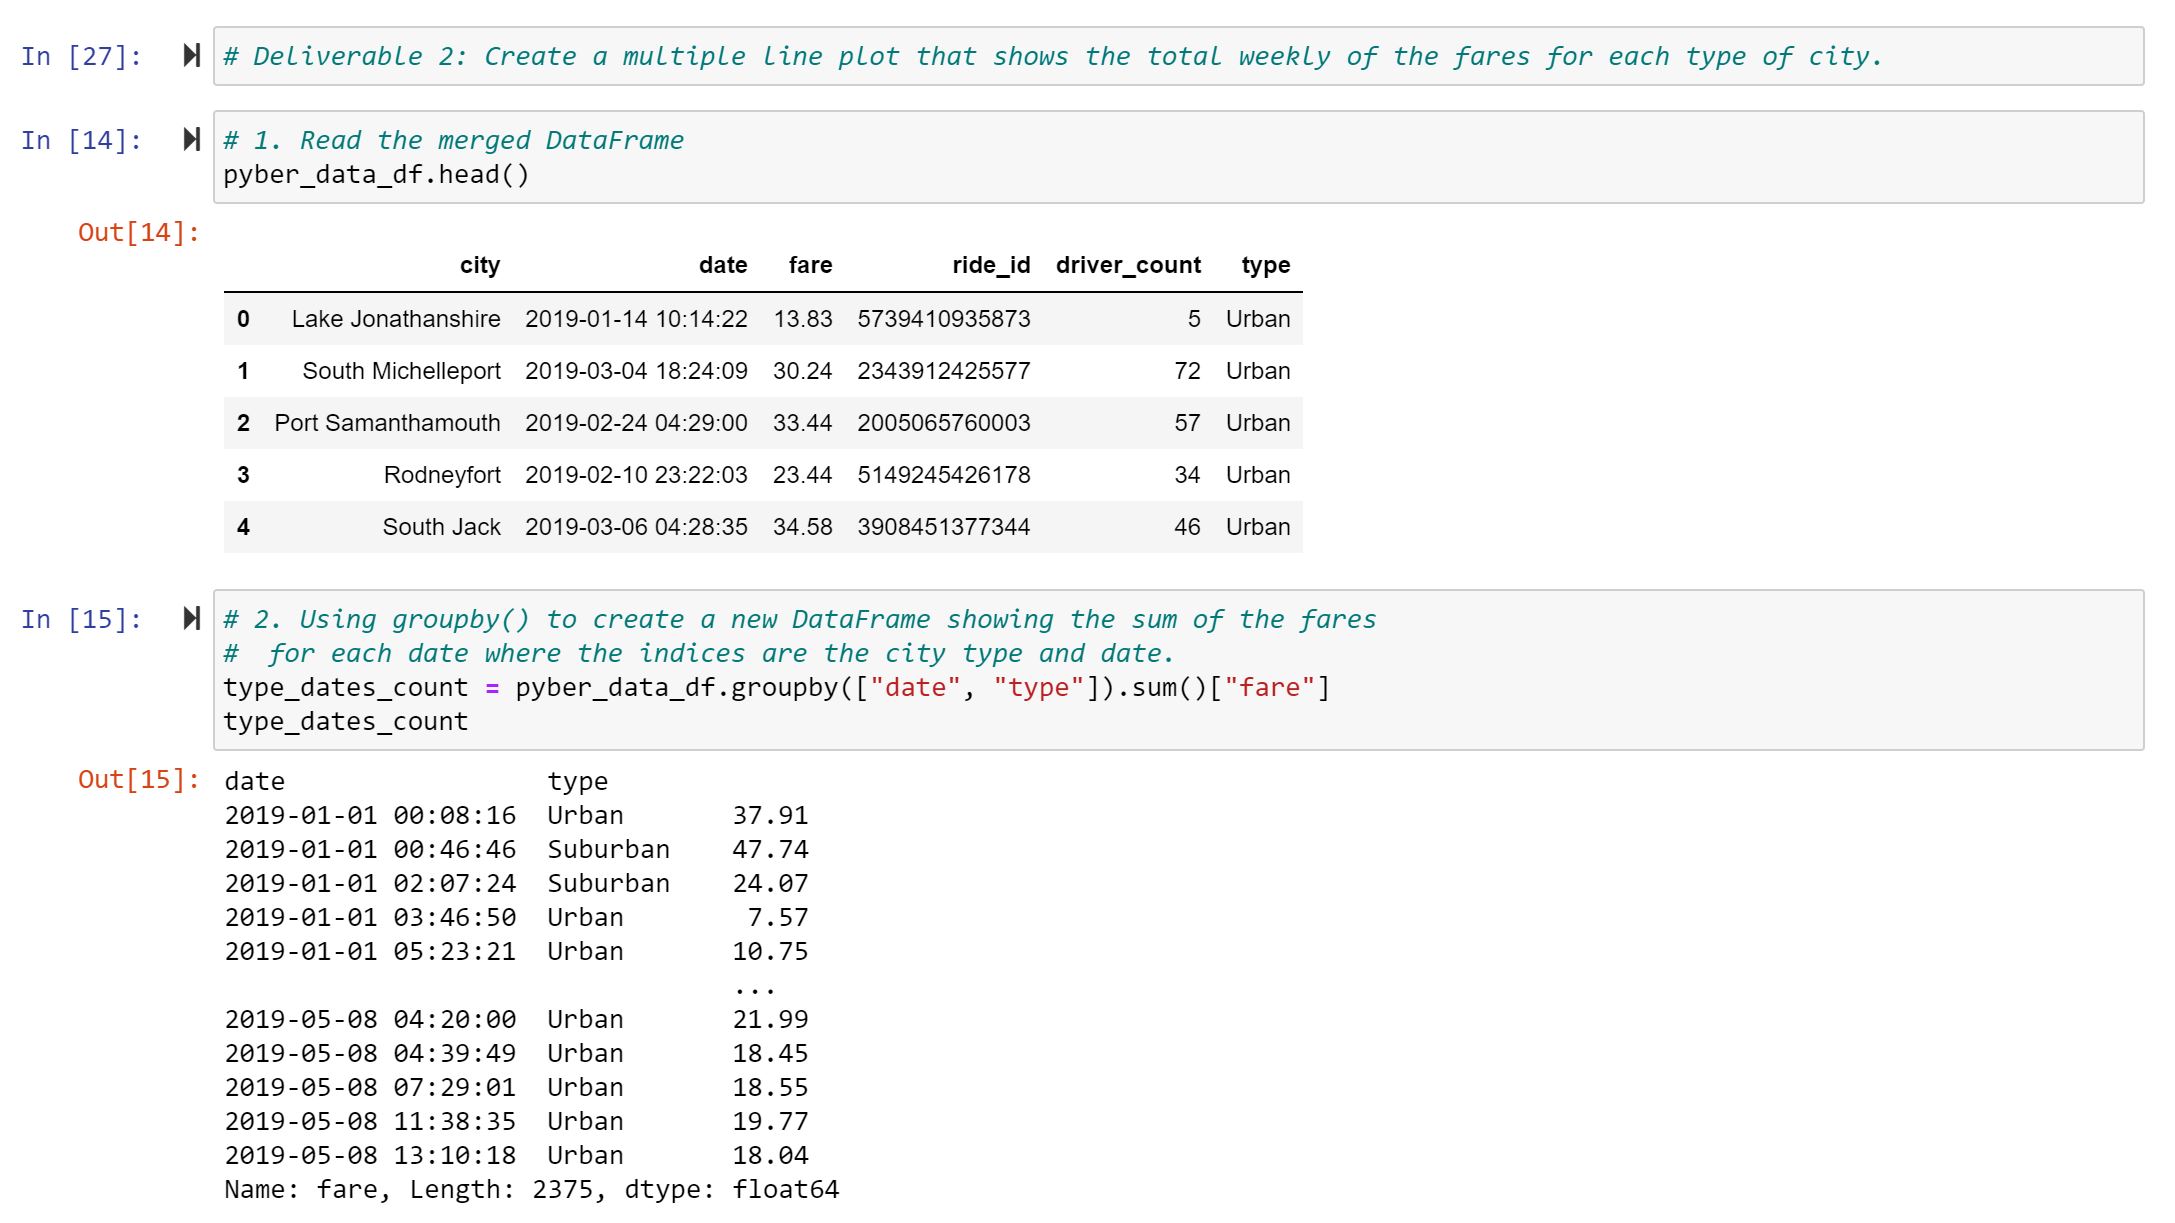 In [27]: # Deliverable 2: Create a multiple line plot that shows the total weekly of the fares for each type of city.
In [14]: # 1. Read the merged DataFrame
pyber_data_df.head()
Out[14]:
city date fare ride_id driver_count type
0 Lake Jonathanshire 2019-01-14 10:14:22 13.83 5739410935873 5 Urban
1 South Michelleport 2019-03-04 18:24:09 30.24 2343912425577 72 Urban
2 Port Samanthamouth 2019-02-24 04:29:00 33.44 2005065760003 57 Urban
3 Rodneyfort 2019-02-10 23:22:03 23.44 5149245426178 34 Urban
4 South Jack 2019-03-06 04:28:35 34.58 3908451377344 46 Urban
In [15]: # 2. Using groupby() to create a new DataFrame showing the sum of the fares
#  for each date where the indices are the city type and date.
type_dates_count = pyber_data_df.groupby(["date", "type"]).sum()["fare"]
type_dates_count
Out[15]: date type
2019-01-01 00:08:16 Urban 37.91
2019-01-01 00:46:46 Suburban 47.74
2019-01-01 02:07:24 Suburban 24.07
2019-01-01 03:46:50 Urban 7.57
2019-01-01 05:23:21 Urban 10.75
...
2019-05-08 04:20:00 Urban 21.99
2019-05-08 04:39:49 Urban 18.45
2019-05-08 07:29:01 Urban 18.55
2019-05-08 11:38:35 Urban 19.77
2019-05-08 13:10:18 Urban 18.04
Name: fare, Length: 2375, dtype: float64